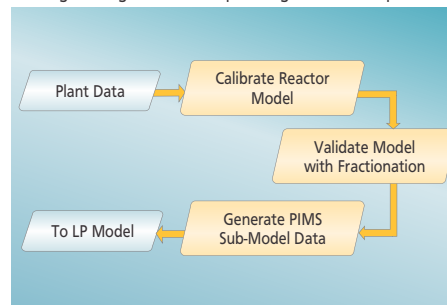 Plant Data
Calibrate Reactor
Model
Validate Model
with Fractionation
Generate PIMS
Sub-Model Data
To LP Model